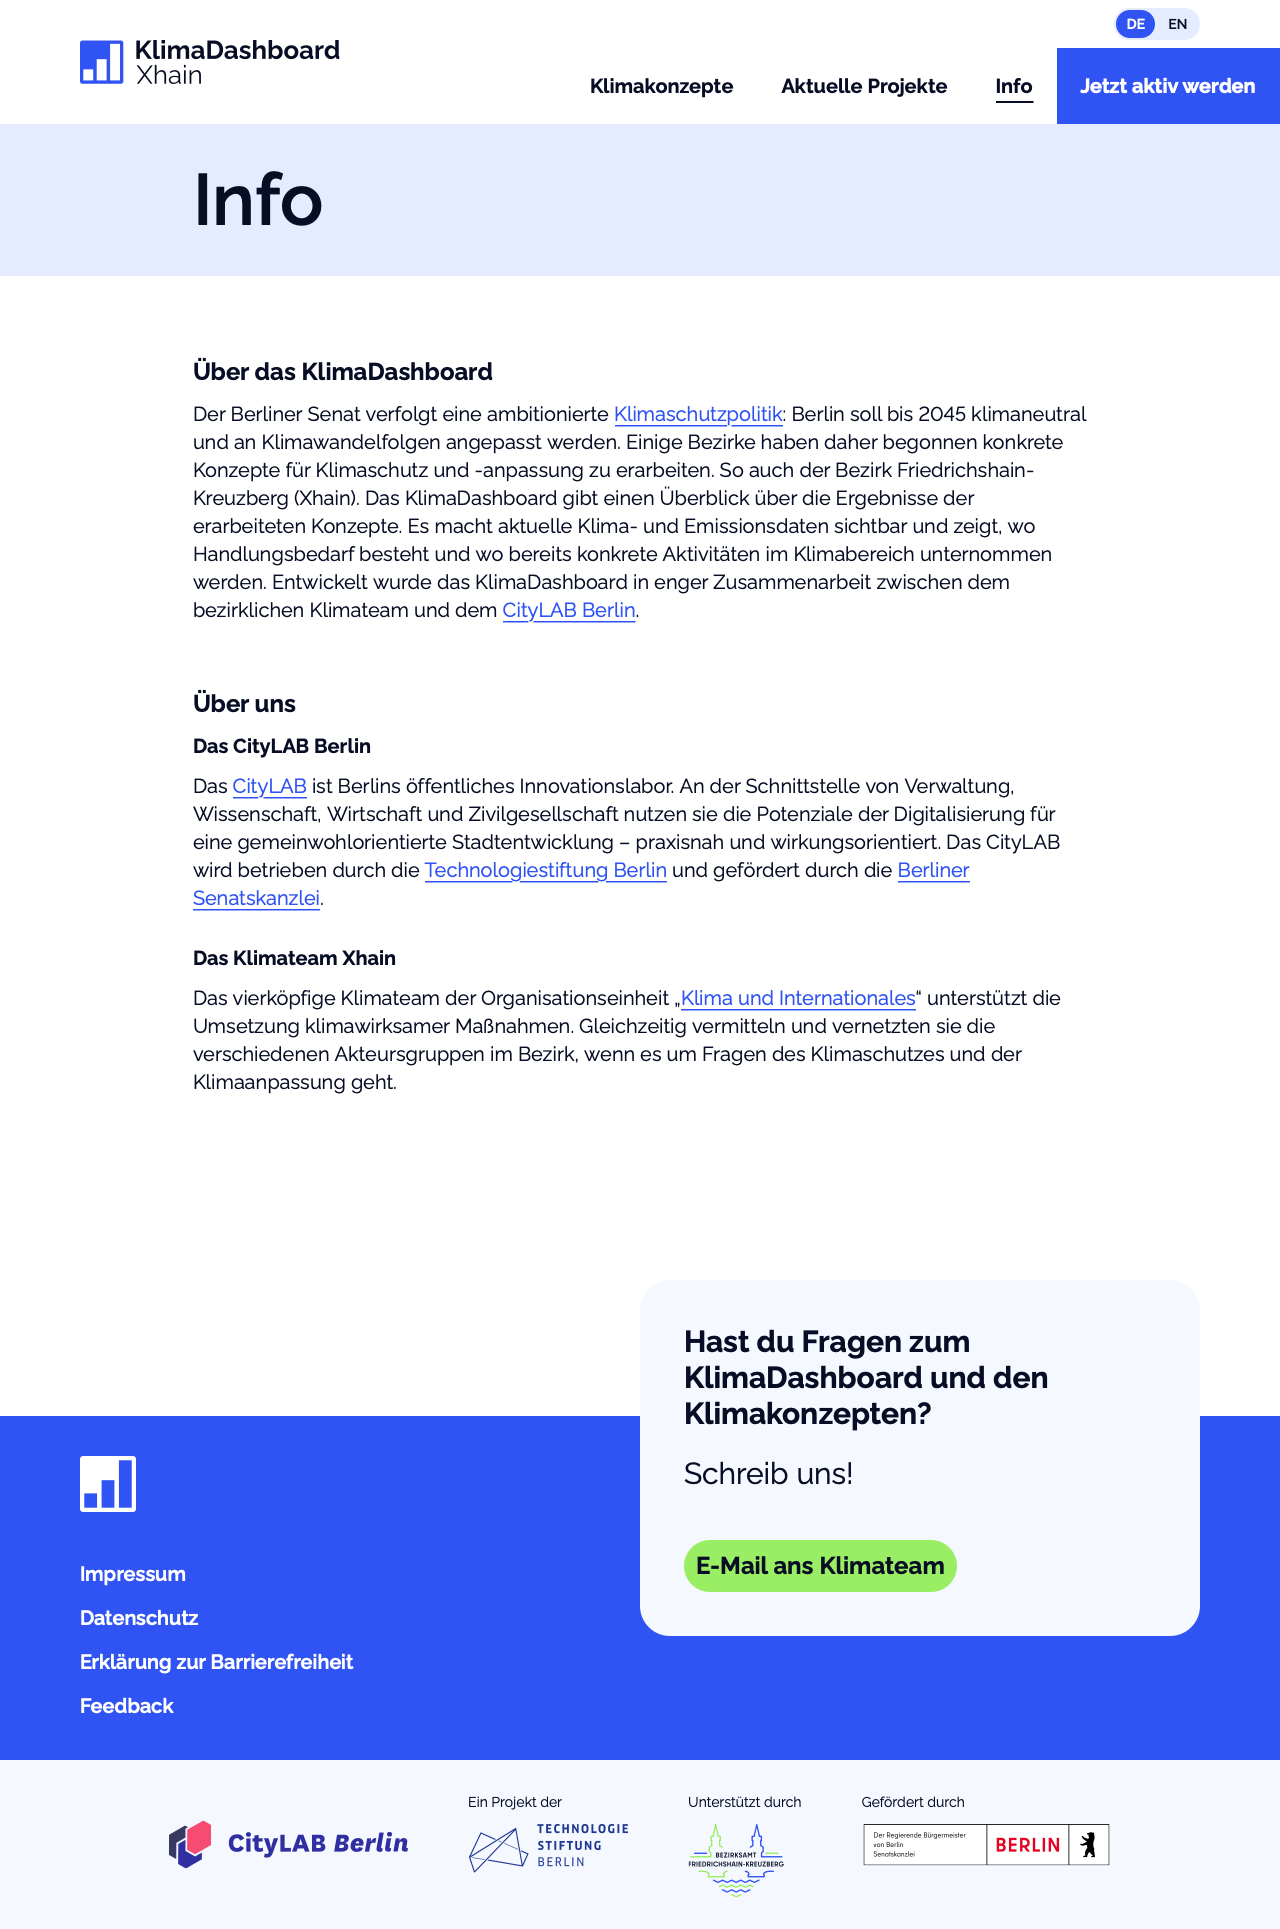 DE EN
KlimaDashboard
Xhain
Klimakonzepte Aktuelle Projekte Info Jetzt aktiv werden
Info
Über das KlimaDashboard
Der Berliner Senat verfolgt eine ambitionierte Klimaschutzpolitik: Berlin soll bis 2045 klimaneutral
und an Klimawandelfolgen angepasst werden. Einige Bezirke haben daher begonnen konkrete
Konzepte für Klimaschutz und -anpassung zu erarbeiten. So auch der Bezirk Friedrichshain-
Kreuzberg (Xhain). Das KlimaDashboard gibt einen Überblick über die Ergebnisse der
erarbeiteten Konzepte. Es macht aktuelle Klima- und Emissionsdaten sichtbar und zeigt, wo
Handlungsbedarf besteht und wo bereits konkrete Aktivitäten im Klimabereich unternommen
werden. Entwickelt wurde das KlimaDashboard in enger Zusammenarbeit zwischen dem
bezirklichen Klimateam und dem CityLAB Berlin.
Über uns
Das CityLAB Berlin
Das CityLAB ist Berlins öffentliches Innovationslabor. An der Schnittstelle von Verwaltung,
Wissenschaft, Wirtschaft und Zivilgesellschaft nutzen sie die Potenziale der Digitalisierung für
eine gemeinwohlorientierte Stadtentwicklung – praxisnah und wirkungsorientiert. Das CityLAB
wird betrieben durch die Technologiestiftung Berlin und gefördert durch die Berliner
Senatskanzlei.
Das Klimateam Xhain
Das vierköpfige Klimateam der Organisationseinheit „Klima und Internationales“ unterstützt die
Umsetzung klimawirksamer Maßnahmen. Gleichzeitig vermitteln und vernetzten sie die
verschiedenen Akteursgruppen im Bezirk, wenn es um Fragen des Klimaschutzes und der
Klimaanpassung geht.
Hast du Fragen zum
KlimaDashboard und den
Klimakonzepten?
Schreib uns!
E-Mail ans Klimateam
Impressum
Datenschutz
Erklärung zur Barrierefreiheit
Feedback
CityLAB Berlin
Ein Projekt der
TECHNOLOGIE
STIFTUNG
BERLIN
Unterstützt durch
BEZIRKSAMT
FRIEDRICHSHAIN-KREUZBERG
Gefördert durch
Der Regierende Bürgermeister
von Berlin
Senatskanzlei
BERLIN